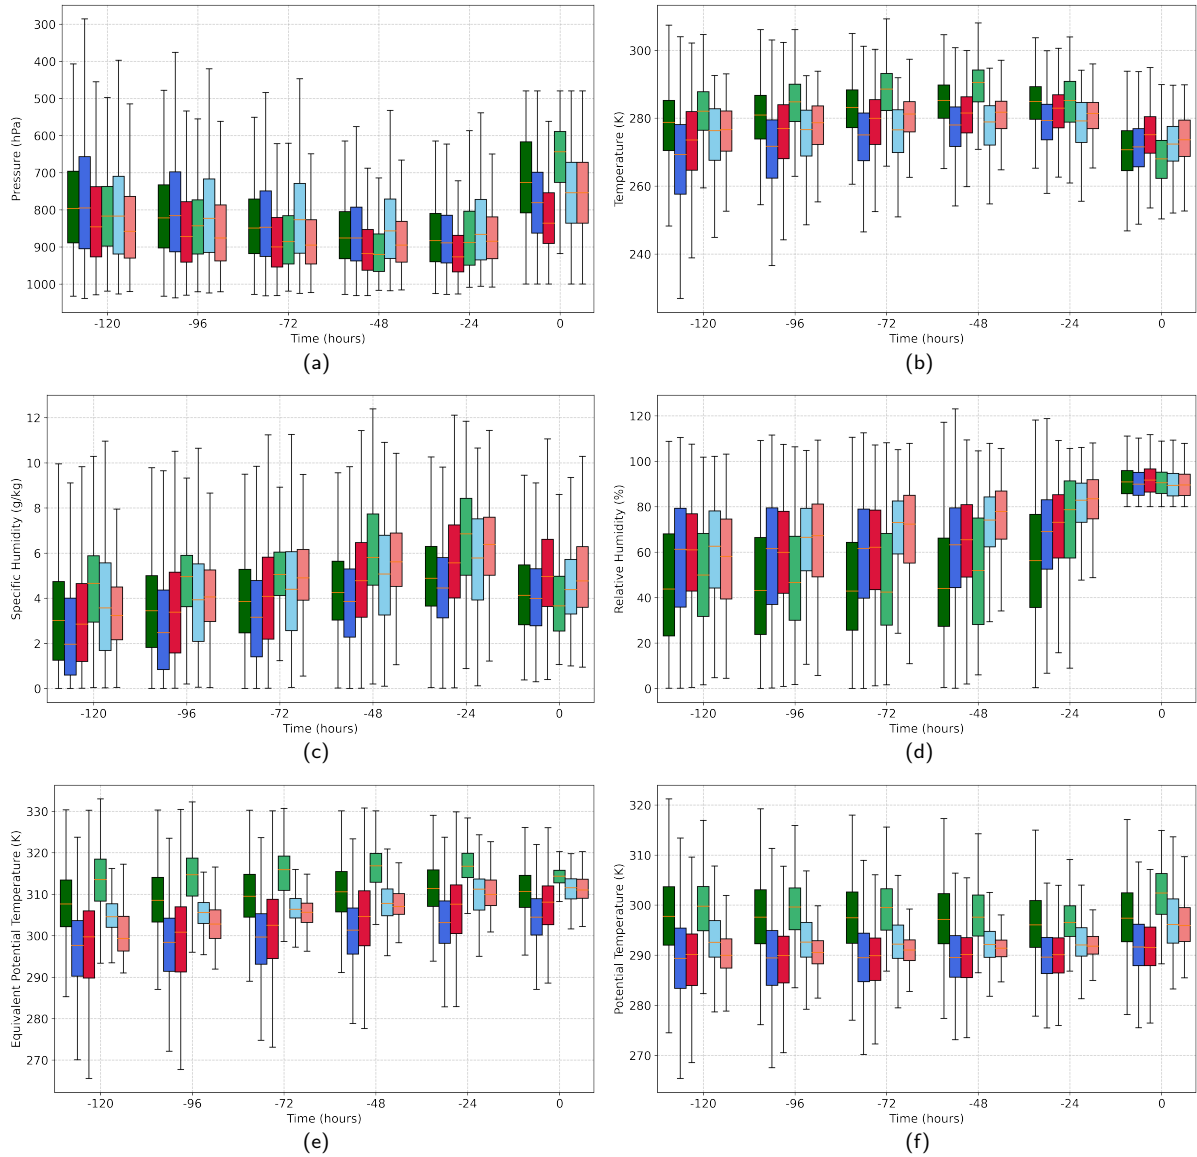 300
400
500
600
700
800
900
1000
Pressure (hPa)
-120 -96 -72 -48 -24 0
Time (hours)
(a)
300
280
260
240
Temperature (K)
-120 -96 -72 -48 -24 0
Time (hours)
(b)
12
10
8
6
4
2
0
Specific Humidity (g/kg)
-120 -96 -72 -48 -24 0
Time (hours)
(c)
120
100
80
60
40
20
0
Relative Humidity (%)
-120 -96 -72 -48 -24 0
Time (hours)
(d)
330
320
310
300
290
280
270
Equivalent Potential Temperature (K)
-120 -96 -72 -48 -24 0
Time (hours)
(e)
320
310
300
290
280
270
Potential Temperature (K)
-120 -96 -72 -48 -24 0
Time (hours)
(f)